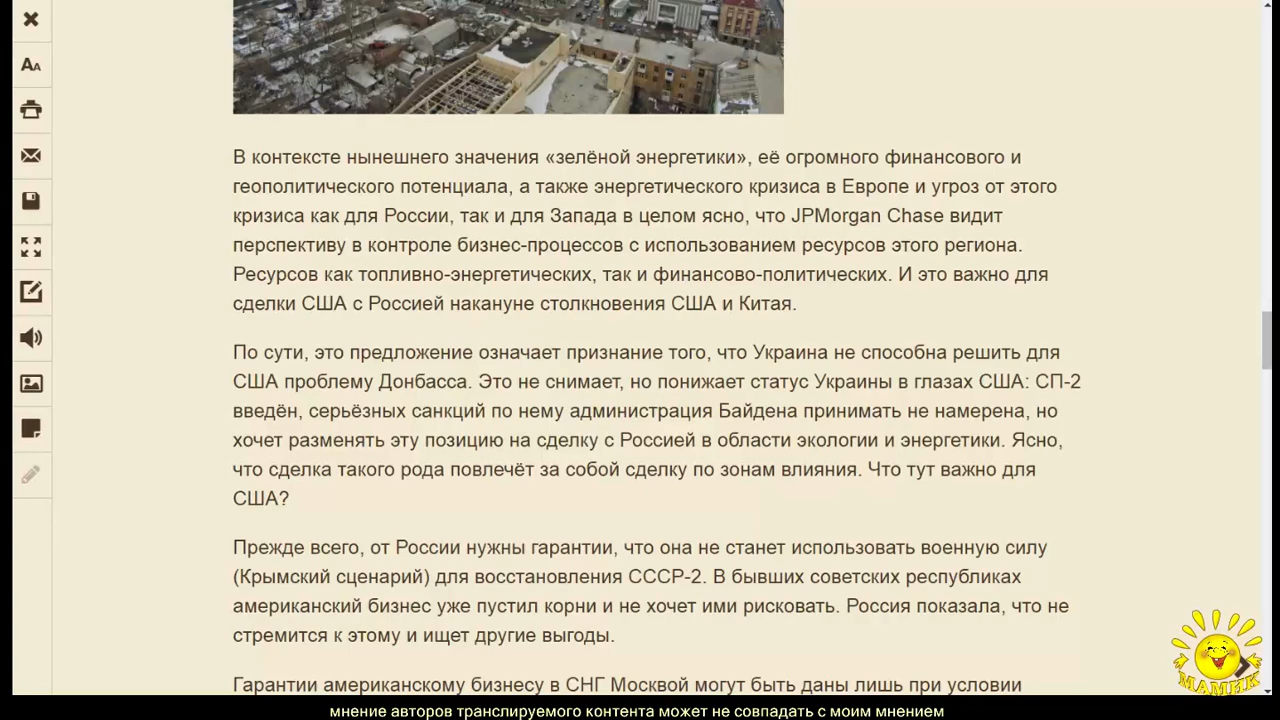 В контексте нынешнего значения «зелёной энергетики», её огромного финансового и
геополитического потенциала, а также энергетического кризиса в Европе и угроз от этого
кризиса как для России, так и для Запада в целом ясно, что JPMorgan Chase видит
перспективу в контроле бизнес-процессов с использованием ресурсов этого региона.
Ресурсов как топливно-энергетических, так и финансово-политических. И это важно для
сделки США с Россией накануне столкновения США и Китая.
По сути, это предложение означает признание того, что Украина не способна решить для
США проблему Донбасса. Это не снимает, но понижает статус Украины в глазах США: СП-2
введён, серьёзных санкций по нему администрация Байдена принимать не намерена, но
хочет разменять эту позицию на сделку с Россией в области экологии и энергетики. Ясно,
что сделка такого рода повлечёт за собой сделку по зонам влияния. Что тут важно для
США?
Прежде всего, от России нужны гарантии, что она не станет использовать военную силу
(Крымский сценарий) для восстановления СССР-2. В бывших советских республиках
американский бизнес уже пустил корни и не хочет ими рисковать. Россия показала, что не
стремится к этому и ищет другие выгоды.
Гарантии американскому бизнесу в СНГ Москвой могут быть даны лишь при условии
МАМИК
мнение авторов транслируемого контента может не совпадать с моим мнением